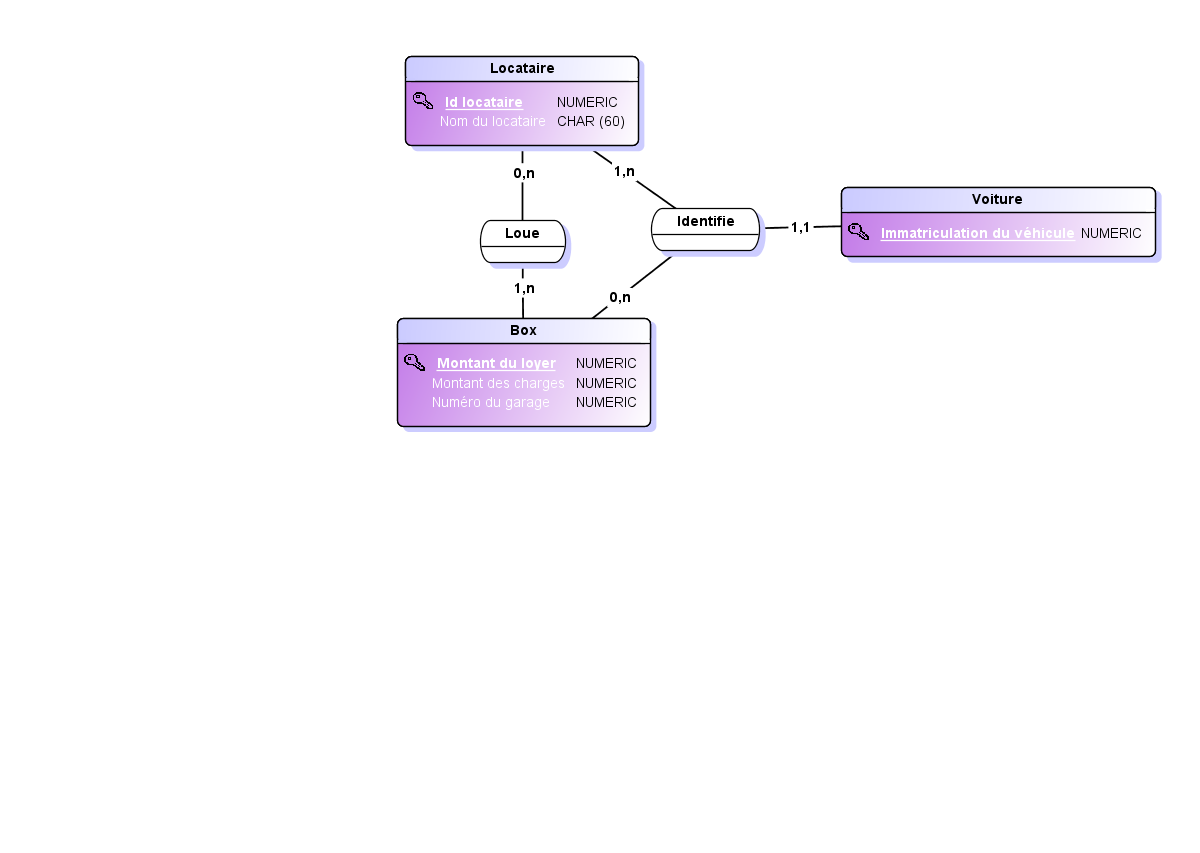 Locataire
Id locataire NUMERIC
Nom du locataire CHAR (60)
0,n
1,n
Voiture
Immatriculation du véhicule NUMERIC
Identifie
1,1
Loue
1,n
0,n
Box
Montant du loyer NUMERIC
Montant des charges NUMERIC
Numéro du garage NUMERIC